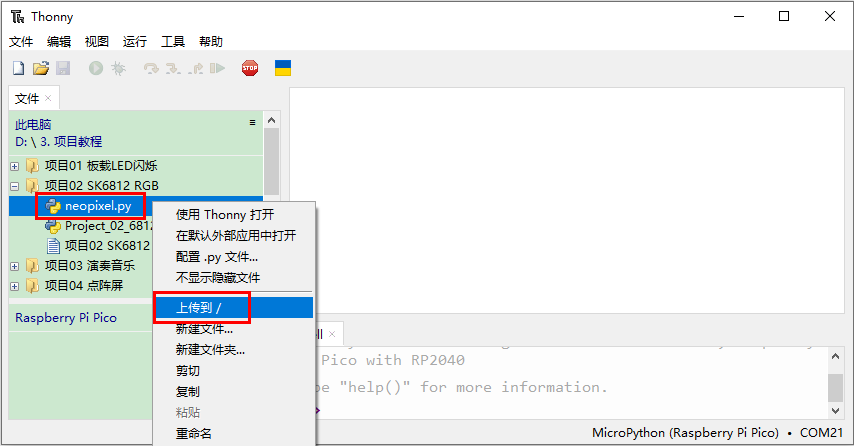 Thonny
文件 编辑 视图 运行 工具 帮助
STOP
文件
此电脑
D: \ 3. 项目教程
项目01 板载LED闪烁
项目02 SK6812 RGB
neopixel.py
Project_02_6812
项目02 SK6812
项目03 演奏音乐
项目04 点阵屏
Raspberry Pi Pico
使用 Thonny 打开
在默认外部应用中打开
配置 .py 文件...
不显示隐藏文件
上传到 /
新建文件...
新建文件夹...
剪切
复制
粘贴
重命名
Pico with RP2040
"help()" for more information.
MicroPython (Raspberry Pi Pico) • COM21